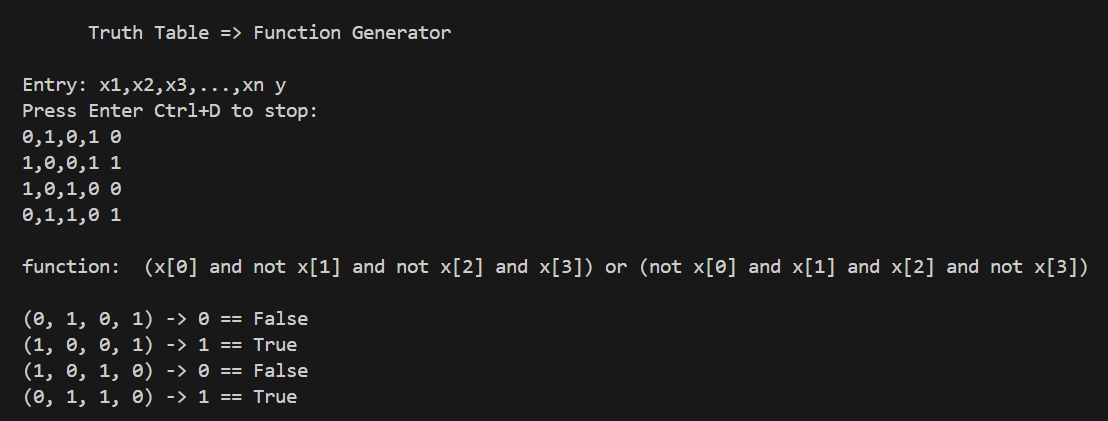 Truth Table => Function Generator
Entry: x1,x2,x3,...,xn y
Press Enter Ctrl+D to stop:
0,1,0,1 0
1,0,0,1 1
1,0,1,0 0
0,1,1,0 1
function:  (x[0] and not x[1] and not x[2] and x[3]) or (not x[0] and x[1] and x[2] and not x[3])
(0, 1, 0, 1) -> 0 == False
(1, 0, 0, 1) -> 1 == True
(1, 0, 1, 0) -> 0 == False
(0, 1, 1, 0) -> 1 == True